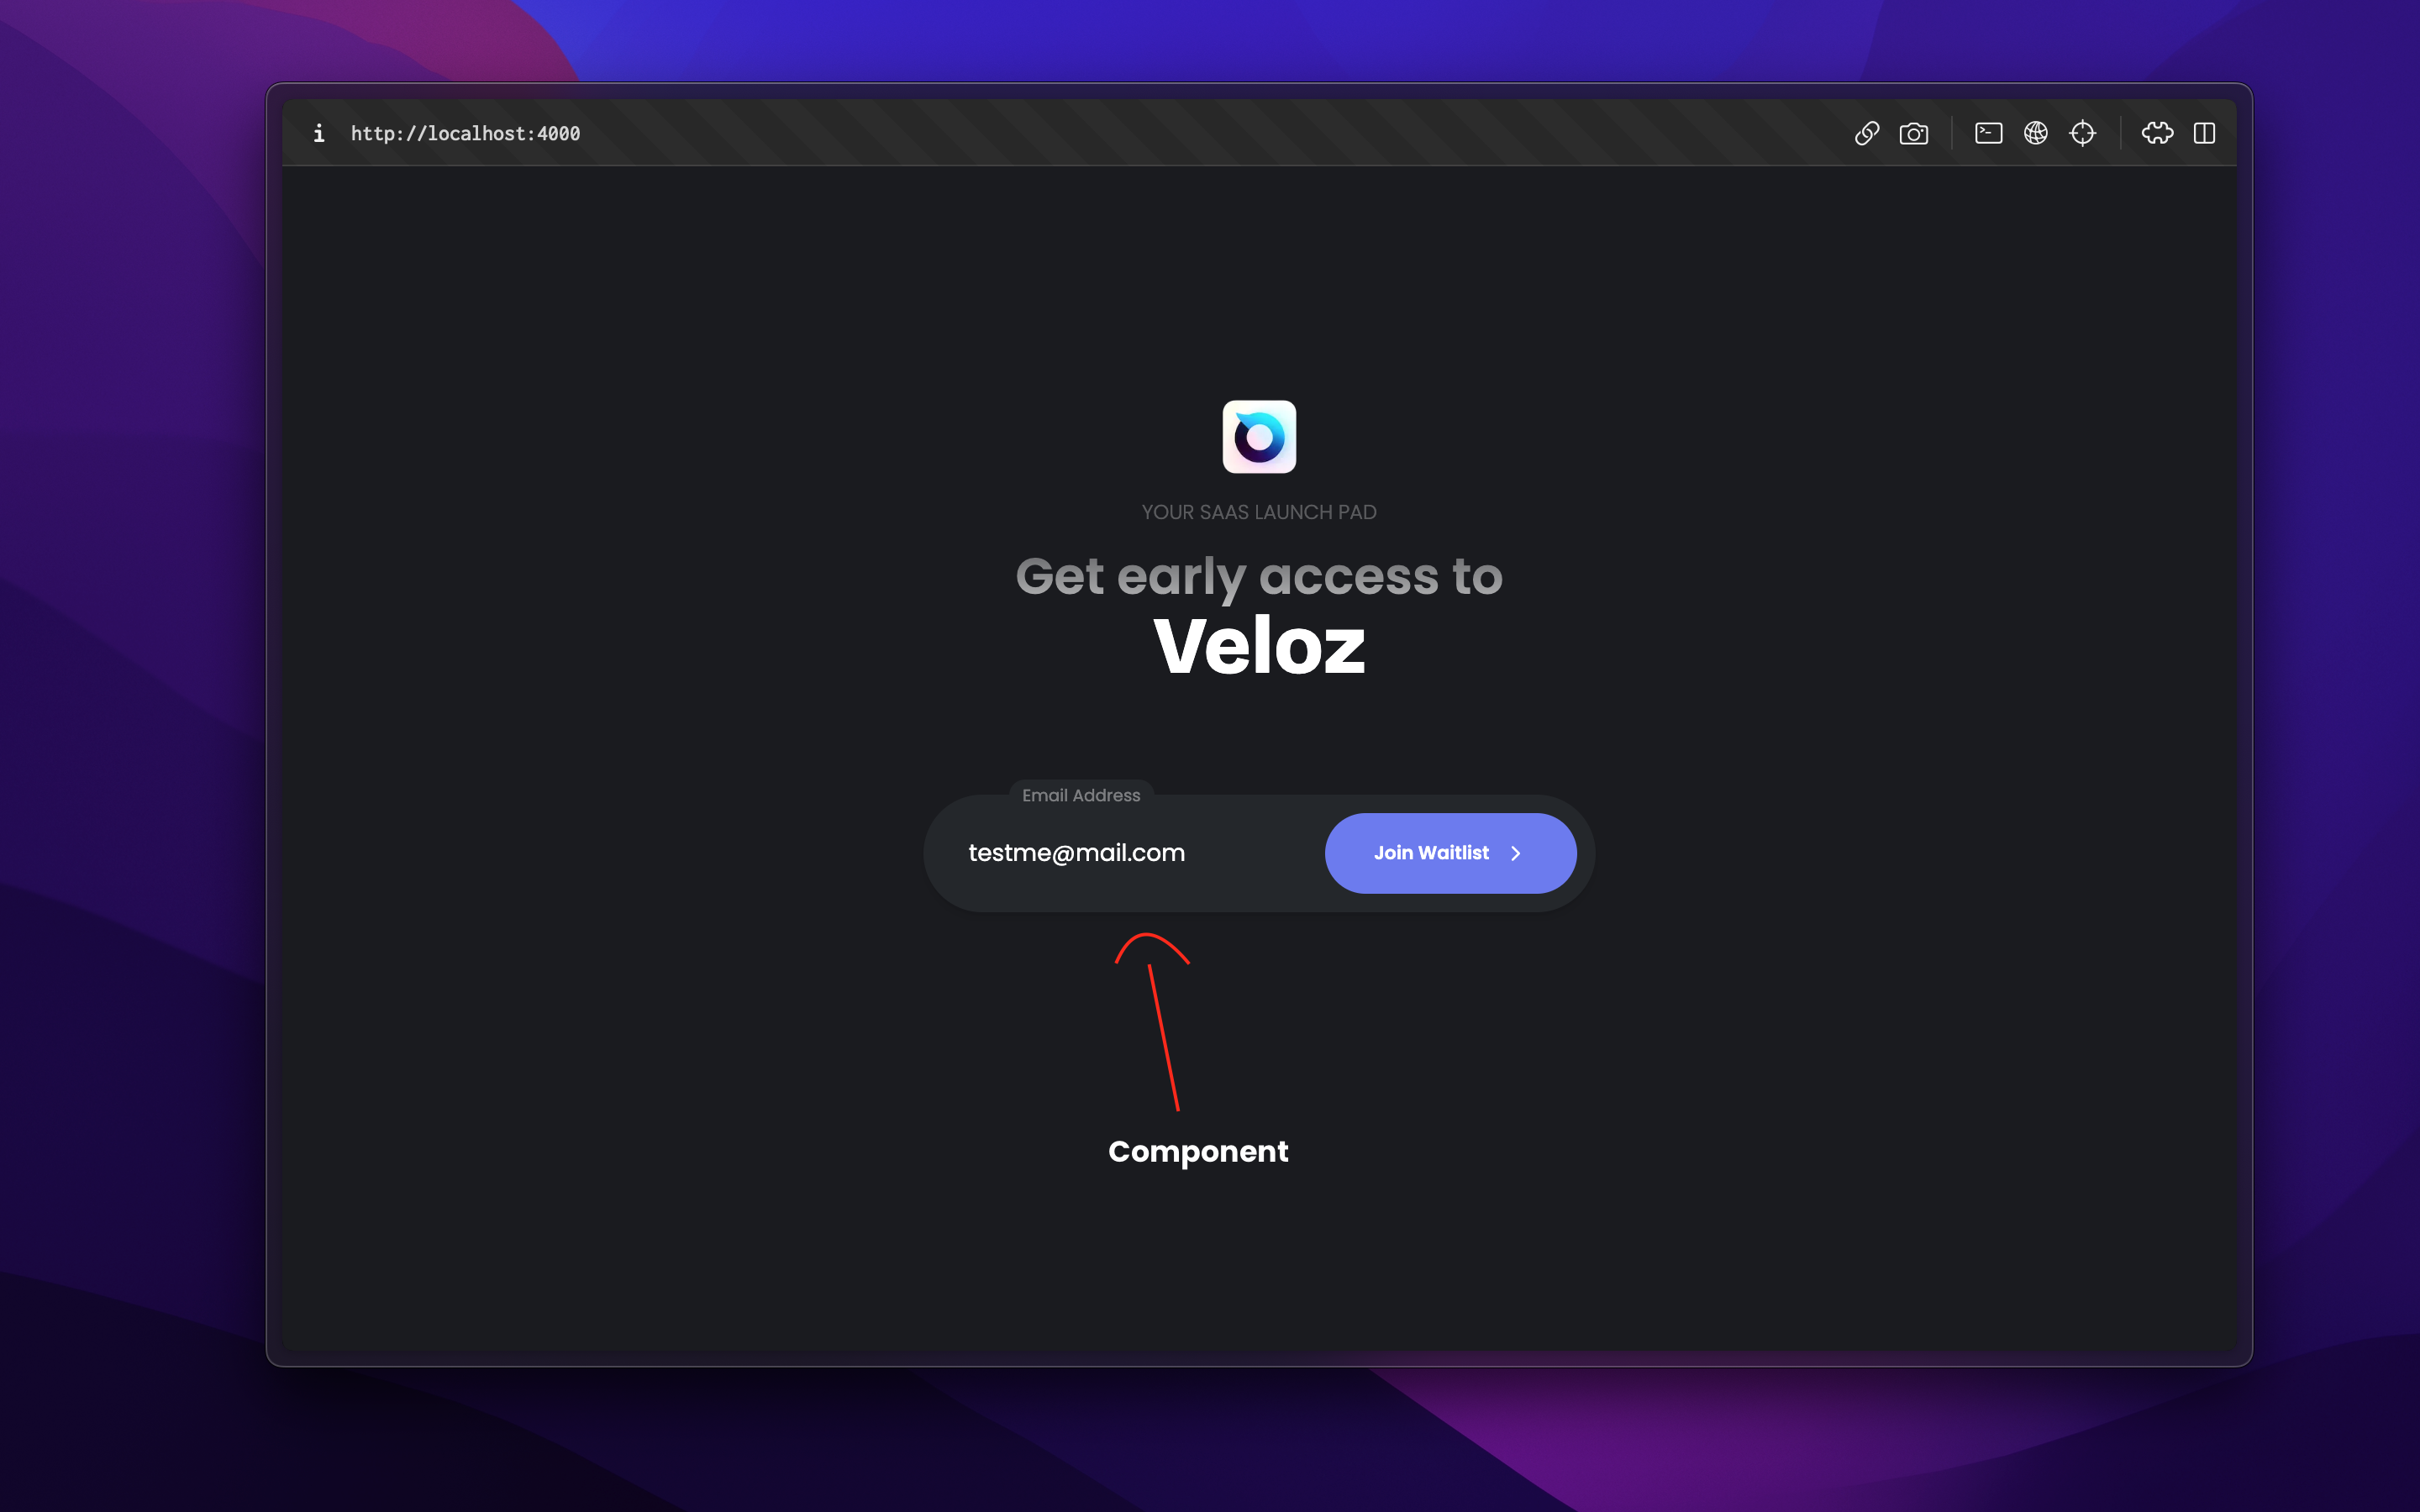 i http://localhost:4000
YOUR SAAS LAUNCH PAD
Get early access to
Veloz
Email Address
testme@mail.com
Join Waitlist
Component